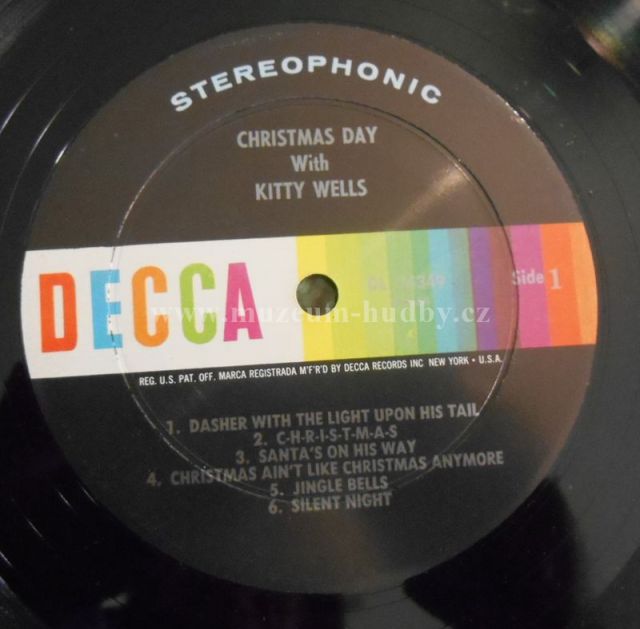 STEREOPHONIC
CHRISTMAS DAY
With
KITTY WELLS
DECCA
Side 1
www.muzeum-hudby.cz
REG. U.S. PAT. OFF. MARCA REGISTRADA M'F'R'D BY DECCA RECORDS INC NEW YORK • U.S.A.
1. DASHER WITH THE LIGHT UPON HIS TAIL
2. C-H-R-I-S-T-M-A-S
3. SANTA'S ON HIS WAY
4. CHRISTMAS AIN'T LIKE CHRISTMAS ANYMORE
5. JINGLE BELLS
6. SILENT NIGHT